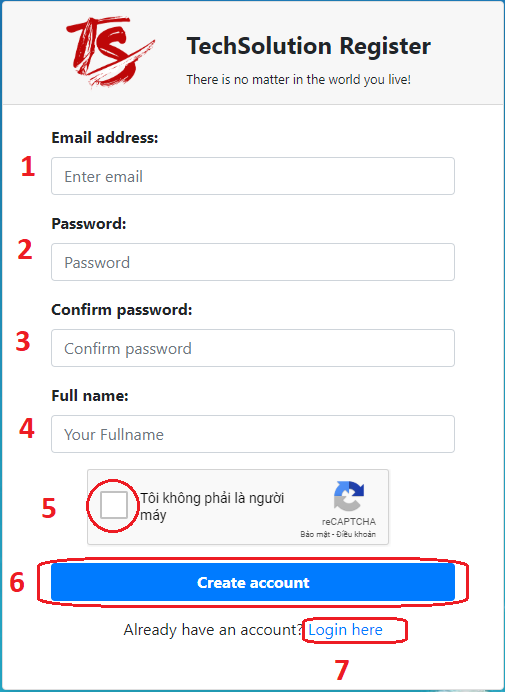 TS
TechSolution Register
There is no matter in the world you live!
Email address:
1
Enter email
Password:
2
Password
Confirm password:
3
Confirm password
Full name:
4
Your Fullname
5
Tôi không phải là người
máy
reCAPTCHA
Bảo mật - Điều khoản
6
Create account
Already have an account? Login here
7